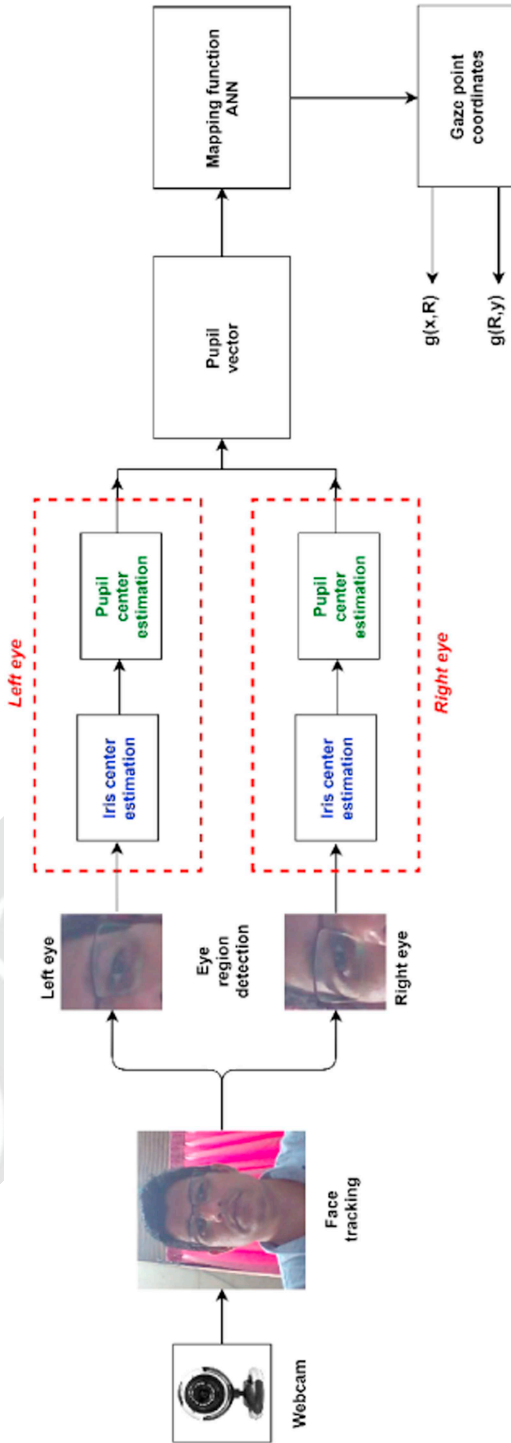 Webcam
Face
tracking
Left eye
Eye
region
detection
Right eye
Left eye
Iris center
estimation
Pupil
center
estimation
Iris center
estimation
Pupil
center
estimation
Right eye
Pupil
vector
Mapping function
ANN
Gaze point
coordinates
g(x,R)
g(R,y)